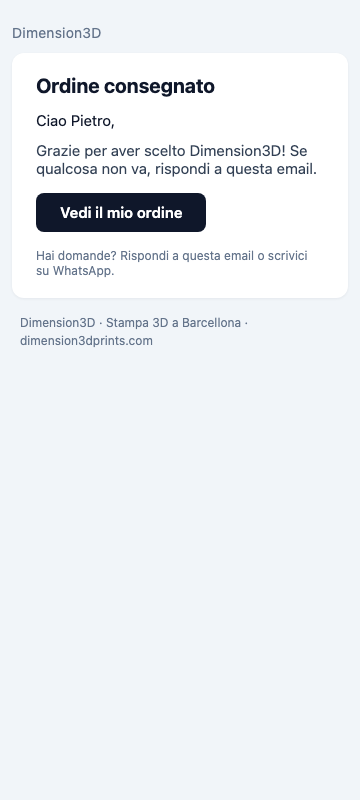 Dimension3D
Ordine consegnato
Ciao Pietro,
Grazie per aver scelto Dimension3D! Se
qualcosa non va, rispondi a questa email.
Vedi il mio ordine
Hai domande? Rispondi a questa email o scrivici
su WhatsApp.
Dimension3D · Stampa 3D a Barcellona ·
dimension3dprints.com